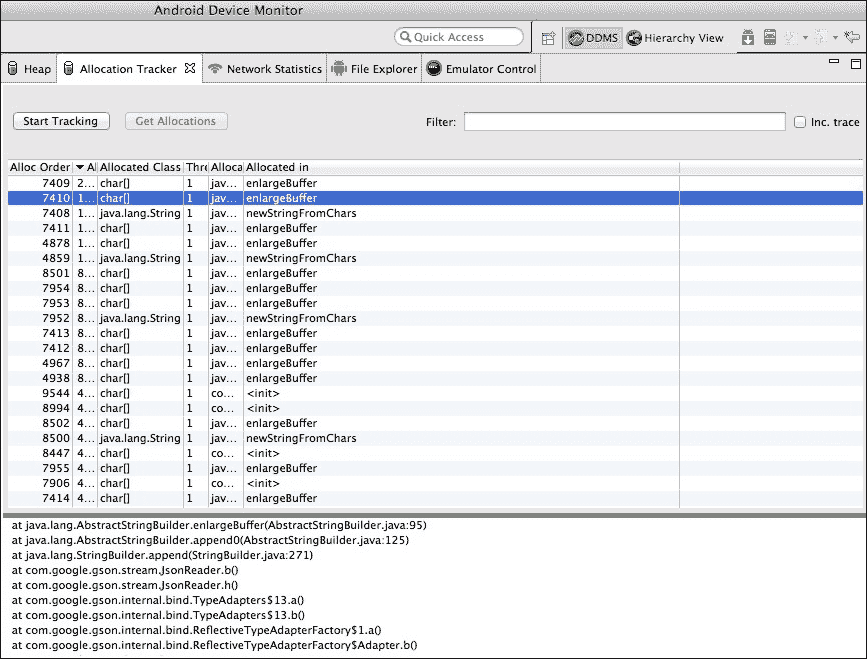 Android Device Monitor
Quick Access
DDMS
Hierarchy View
Heap
Allocation Tracker
Network Statistics
File Explorer
Emulator Control
Start Tracking
Get Allocations
Filter:
Inc. trace
Alloc Order Al Allocated Class Thre Alloca Allocated in
7409 2... char[] 1 jav... enlargeBuffer
7410 1... char[] 1 jav... enlargeBuffer
7408 1... java.lang.String 1 jav... newStringFromChars
7411 1... char[] 1 jav... enlargeBuffer
4878 1... char[] 1 jav... enlargeBuffer
4859 1... java.lang.String 1 jav... newStringFromChars
8501 8... char[] 1 jav... enlargeBuffer
7954 8... char[] 1 jav... enlargeBuffer
7953 8... char[] 1 jav... enlargeBuffer
7952 8... java.lang.String 1 jav... newStringFromChars
7413 8... char[] 1 jav... enlargeBuffer
7412 8... char[] 1 jav... enlargeBuffer
4967 8... char[] 1 jav... enlargeBuffer
4938 8... char[] 1 jav... enlargeBuffer
9544 4... char[] 1 co... <init>
8994 4... char[] 1 co... <init>
8502 4... char[] 1 jav... enlargeBuffer
8500 4... java.lang.String 1 jav... newStringFromChars
8447 4... char[] 1 co... <init>
7955 4... char[] 1 jav... enlargeBuffer
7906 4... char[] 1 co... <init>
7414 4... char[] 1 jav... enlargeBuffer
at java.lang.AbstractStringBuilder.enlargeBuffer(AbstractStringBuilder.java:95)
at java.lang.AbstractStringBuilder.append0(AbstractStringBuilder.java:125)
at java.lang.StringBuilder.append(StringBuilder.java:271)
at com.google.gson.stream.JsonReader.b()
at com.google.gson.stream.JsonReader.h()
at com.google.gson.internal.bind.TypeAdapters$13.a()
at com.google.gson.internal.bind.TypeAdapters$13.b()
at com.google.gson.internal.bind.ReflectiveTypeAdapterFactory$1.a()
at com.google.gson.internal.bind.ReflectiveTypeAdapterFactory$Adapter.b()